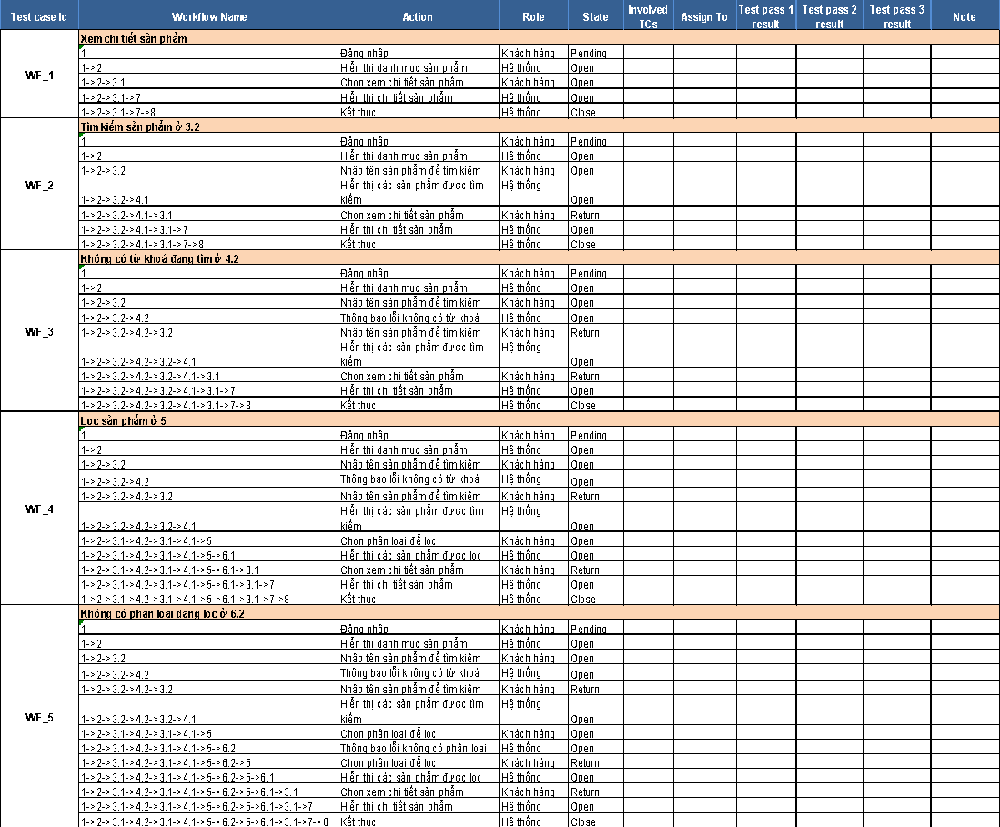 Test case Id | Workflow Name | Action | Role | State | Involved TCs | Assign To | Test pass 1 result | Test pass 2 result | Test pass 3 result | Note
WF_1
Xem chi tiết sản phẩm
1 | Đăng nhập | Khách hàng | Pending
1->2 | Hiển thị danh mục sản phẩm | Hệ thống | Open
1->2->3.1 | Chọn xem chi tiết sản phẩm | Khách hàng | Open
1->2->3.1->7 | Hiển thị chi tiết sản phẩm | Hệ thống | Open
1->2->3.1->7->8 | Kết thúc | Hệ thống | Close
WF_2
Tìm kiếm sản phẩm ở 3.2
1 | Đăng nhập | Khách hàng | Pending
1->2 | Hiển thị danh mục sản phẩm | Hệ thống | Open
1->2->3.2 | Nhập tên sản phẩm để tìm kiếm | Khách hàng | Open
1->2->3.2->4.1 | Hiển thị các sản phẩm được tìm kiếm | Hệ thống | Open
1->2->3.2->4.1->3.1 | Chọn xem chi tiết sản phẩm | Khách hàng | Return
1->2->3.2->4.1->3.1->7 | Hiển thị chi tiết sản phẩm | Hệ thống | Open
1->2->3.2->4.1->3.1->7->8 | Kết thúc | Hệ thống | Close
WF_3
Không có từ khoá đang tìm ở 4.2
1 | Đăng nhập | Khách hàng | Pending
1->2 | Hiển thị danh mục sản phẩm | Hệ thống | Open
1->2->3.2 | Nhập tên sản phẩm để tìm kiếm | Khách hàng | Open
1->2->3.2->4.2 | Thông báo lỗi không có từ khoá | Hệ thống | Open
1->2->3.2->4.2->3.2 | Nhập tên sản phẩm để tìm kiếm | Khách hàng | Return
1->2->3.2->4.2->3.2->4.1 | Hiển thị các sản phẩm được tìm kiếm | Hệ thống | Open
1->2->3.2->4.2->3.2->4.1->3.1 | Chọn xem chi tiết sản phẩm | Khách hàng | Return
1->2->3.2->4.2->3.2->4.1->3.1->7 | Hiển thị chi tiết sản phẩm | Hệ thống | Open
1->2->3.2->4.2->3.2->4.1->3.1->7->8 | Kết thúc | Hệ thống | Close
WF_4
Lọc sản phẩm ở 5
1 | Đăng nhập | Khách hàng | Pending
1->2 | Hiển thị danh mục sản phẩm | Hệ thống | Open
1->2->3.2 | Nhập tên sản phẩm để tìm kiếm | Khách hàng | Open
1->2->3.2->4.2 | Thông báo lỗi không có từ khoá | Hệ thống | Open
1->2->3.2->4.2->3.2 | Nhập tên sản phẩm để tìm kiếm | Khách hàng | Return
1->2->3.2->4.2->3.2->4.1 | Hiển thị các sản phẩm được tìm kiếm | Hệ thống | Open
1->2->3.1->4.2->3.1->4.1->5 | Chọn phân loại để lọc | Khách hàng | Open
1->2->3.1->4.2->3.1->4.1->5->6.1 | Hiển thị các sản phẩm được lọc | Hệ thống | Open
1->2->3.1->4.2->3.1->4.1->5->6.1->3.1 | Chọn xem chi tiết sản phẩm | Khách hàng | Return
1->2->3.1->4.2->3.1->4.1->5->6.1->3.1->7 | Hiển thị chi tiết sản phẩm | Hệ thống | Open
1->2->3.1->4.2->3.1->4.1->5->6.1->3.1->7->8 | Kết thúc | Hệ thống | Close
WF_5
Không có phân loại đang lọc ở 6.2
1 | Đăng nhập | Khách hàng | Pending
1->2 | Hiển thị danh mục sản phẩm | Hệ thống | Open
1->2->3.2 | Nhập tên sản phẩm để tìm kiếm | Khách hàng | Open
1->2->3.2->4.2 | Thông báo lỗi không có từ khoá | Hệ thống | Open
1->2->3.2->4.2->3.2 | Nhập tên sản phẩm để tìm kiếm | Khách hàng | Return
1->2->3.2->4.2->3.2->4.1 | Hiển thị các sản phẩm được tìm kiếm | Hệ thống | Open
1->2->3.1->4.2->3.1->4.1->5 | Chọn phân loại để lọc | Khách hàng | Open
1->2->3.1->4.2->3.1->4.1->5->6.2 | Thông báo lỗi không có phân loại | Hệ thống | Open
1->2->3.1->4.2->3.1->4.1->5->6.2->5 | Chọn phân loại để lọc | Khách hàng | Return
1->2->3.1->4.2->3.1->4.1->5->6.2->5->6.1 | Hiển thị các sản phẩm được lọc | Hệ thống | Open
1->2->3.1->4.2->3.1->4.1->5->6.2->5->6.1->3.1 | Chọn xem chi tiết sản phẩm | Khách hàng | Return
1->2->3.1->4.2->3.1->4.1->5->6.2->5->6.1->3.1->7 | Hiển thị chi tiết sản phẩm | Hệ thống | Open
1->2->3.1->4.2->3.1->4.1->5->6.2->5->6.1->3.1->7->8 | Kết thúc | Hệ thống | Close